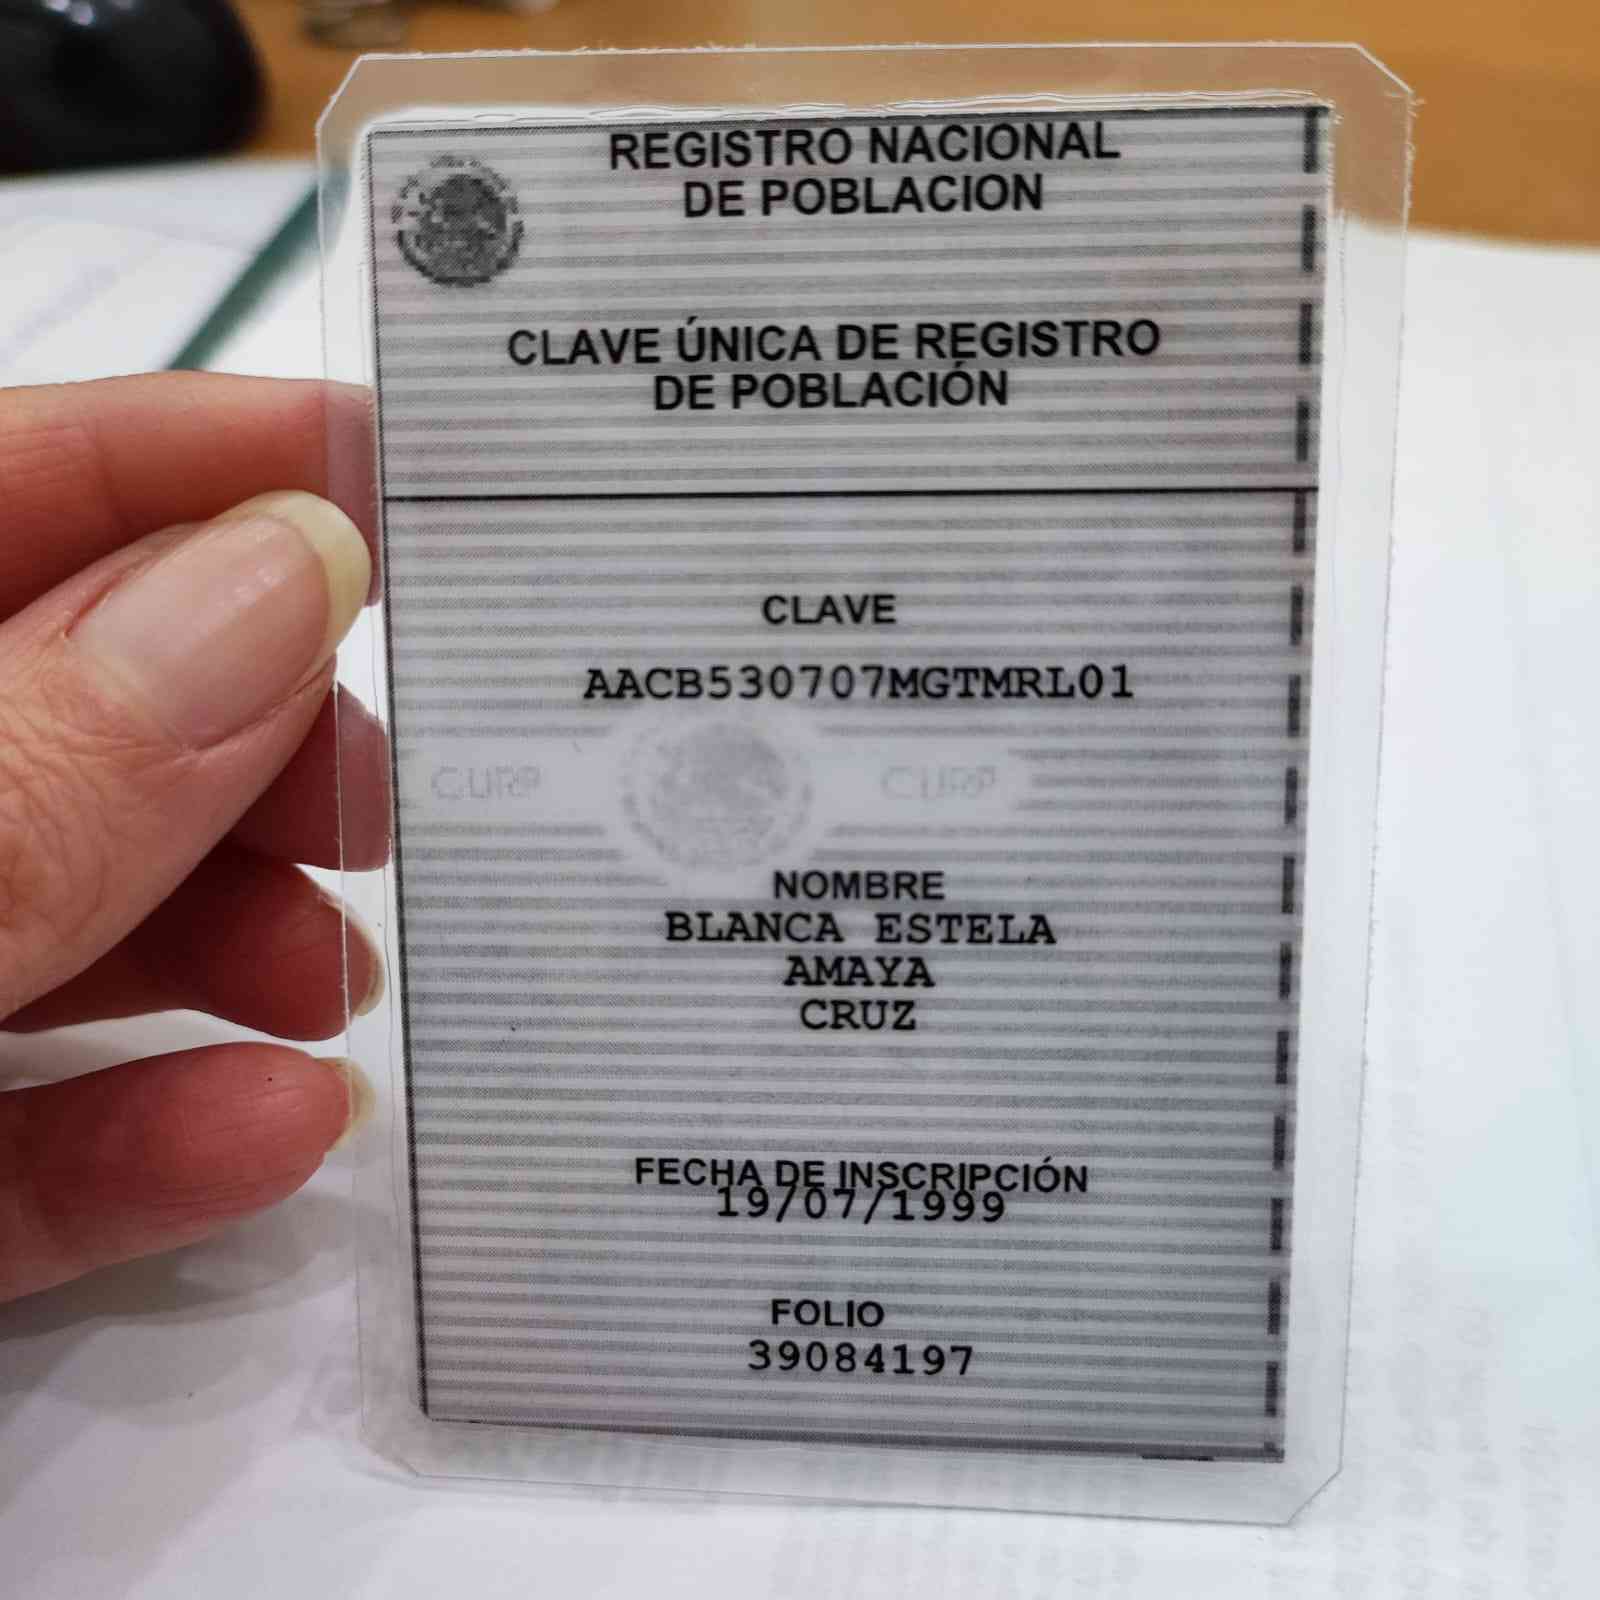 REGISTRO NACIONAL
DE POBLACION
CLAVE ÚNICA DE REGISTRO
DE POBLACIÓN
CLAVE
AACB530707MGTMRL01
CURP CURP
NOMBRE
BLANCA ESTELA
AMAYA
CRUZ
FECHA DE INSCRIPCIÓN
19/07/1999
FOLIO
39084197